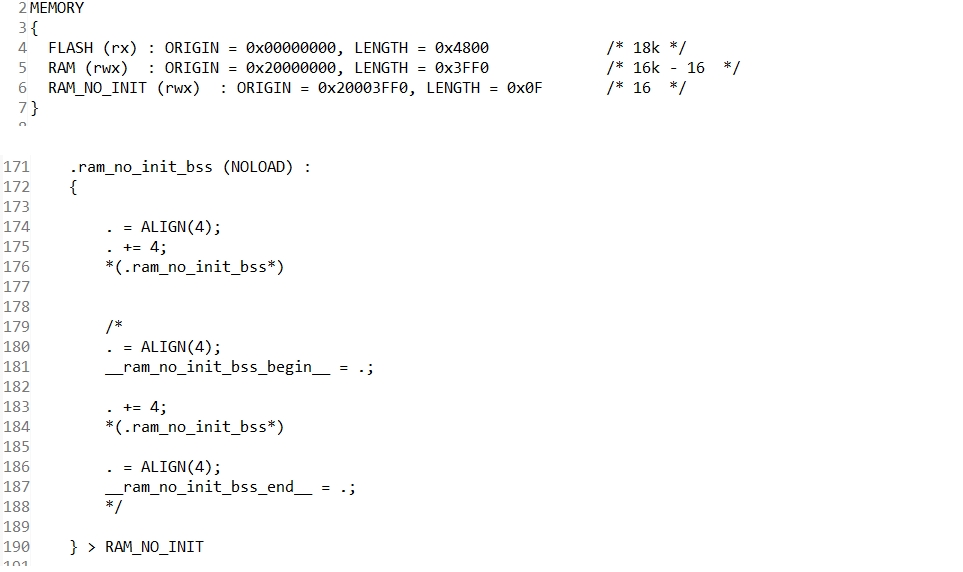 2 MEMORY
3 {
4   FLASH (rx) : ORIGIN = 0x00000000, LENGTH = 0x4800             /* 18k */
5   RAM (rwx)  : ORIGIN = 0x20000000, LENGTH = 0x3FF0             /* 16k - 16  */
6   RAM_NO_INIT (rwx)  : ORIGIN = 0x20003FF0, LENGTH = 0x0F       /* 16  */
7 }
171     .ram_no_init_bss (NOLOAD) :
172     {
173
174         . = ALIGN(4);
175         . += 4;
176         *(.ram_no_init_bss*)
177
178
179         /*
180         . = ALIGN(4);
181         __ram_no_init_bss_begin__ = .;
182
183         . += 4;
184         *(.ram_no_init_bss*)
185
186         . = ALIGN(4);
187         __ram_no_init_bss_end__ = .;
188         */
189
190     } > RAM_NO_INIT